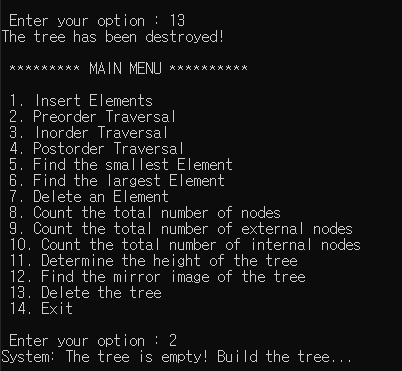 Enter your option : 13
The tree has been destroyed!
********* MAIN MENU **********
1. Insert Elements
2. Preorder Traversal
3. Inorder Traversal
4. Postorder Traversal
5. Find the smallest Element
6. Find the largest Element
7. Delete an Element
8. Count the total number of nodes
9. Count the total number of external nodes
10. Count the total number of internal nodes
11. Determine the height of the tree
12. Find the mirror image of the tree
13. Delete the tree
14. Exit
Enter your option : 2
System: The tree is empty! Build the tree...